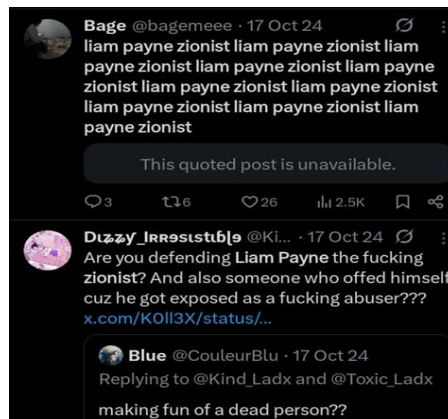 Bage @bagemeee · 17 Oct 24
liam payne zionist liam payne zionist liam
payne zionist liam payne zionist liam payne
zionist liam payne zionist liam payne zionist
liam payne zionist liam payne zionist liam
payne zionist
This quoted post is unavailable.
3 6 26 2.5K
Dιzzყ_Iɾɾэsιstιbļэ @Ki... · 17 Oct 24
Are you defending Liam Payne the fucking
zionist? And also someone who offed himself
cuz he got exposed as a fucking abuser???
x.com/K0ll3X/status/...
Blue @CouleurBlu · 17 Oct 24
Replying to @Kind_Ladx and @Toxic_Ladx
making fun of a dead person??